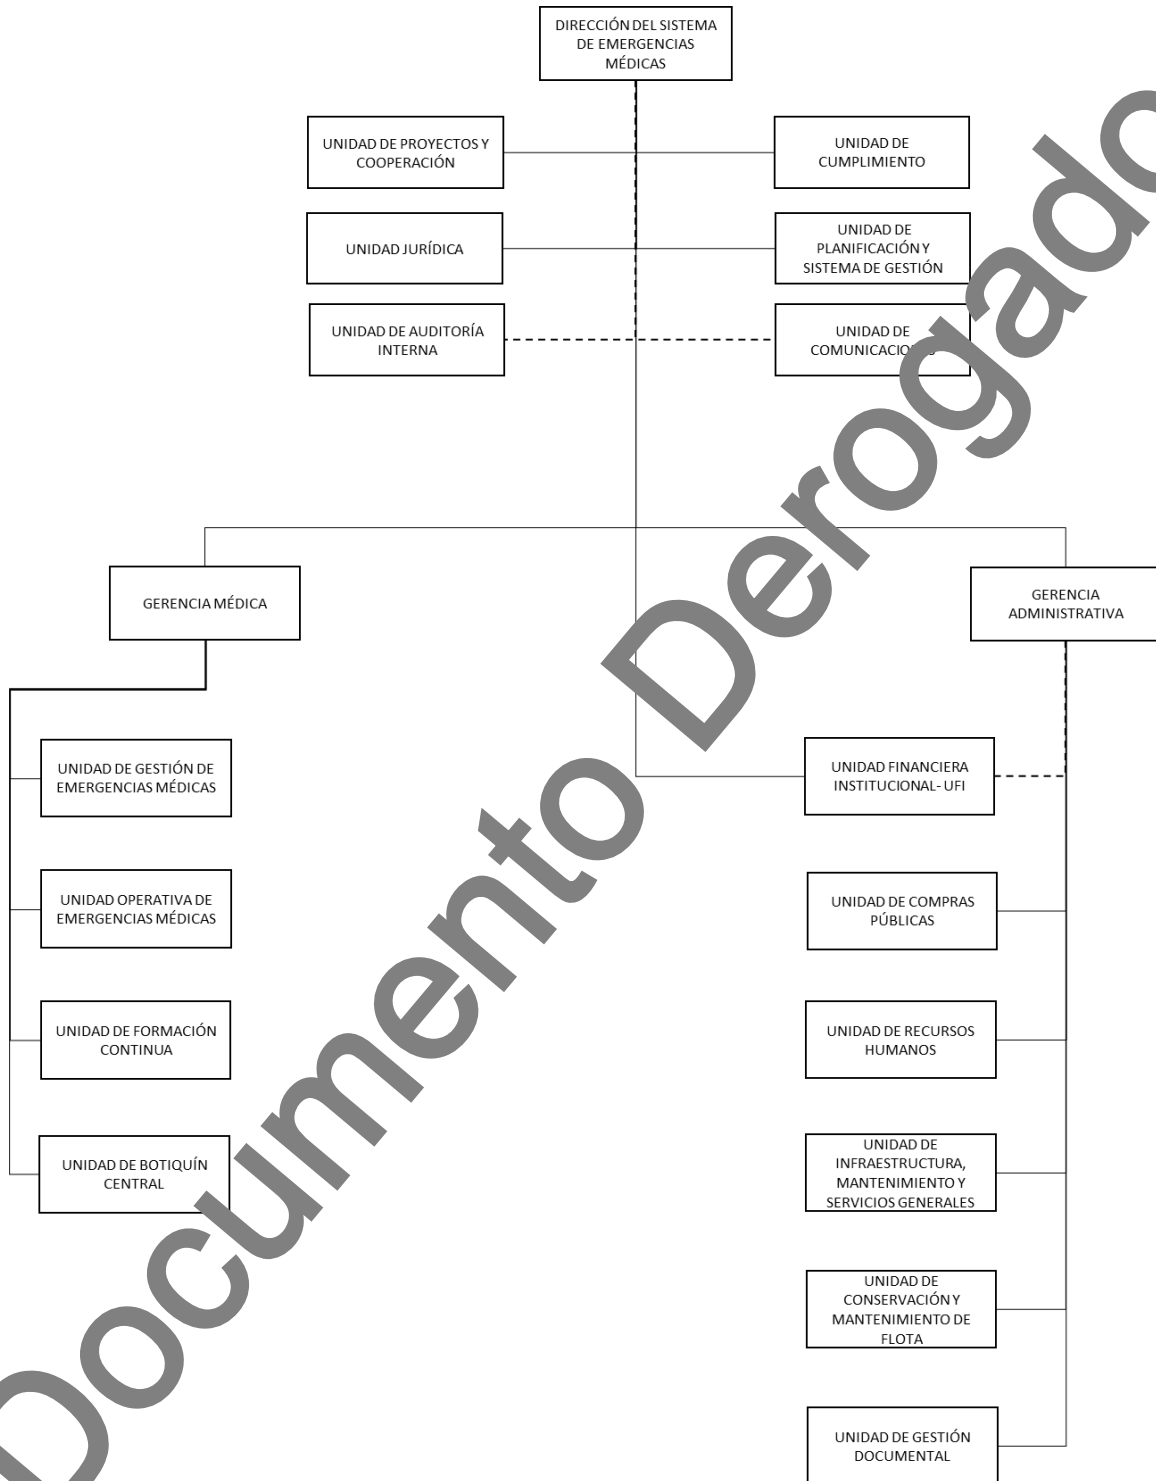 DIRECCIÓN DEL SISTEMA
DE EMERGENCIAS
MÉDICAS
UNIDAD DE PROYECTOS Y
COOPERACIÓN
UNIDAD DE
CUMPLIMIENTO
UNIDAD JURÍDICA
UNIDAD DE
PLANIFICACIÓN Y
SISTEMA DE GESTIÓN
UNIDAD DE AUDITORÍA
INTERNA
UNIDAD DE
COMUNICACIONES
GERENCIA MÉDICA
GERENCIA
ADMINISTRATIVA
UNIDAD DE GESTIÓN DE
EMERGENCIAS MÉDICAS
UNIDAD FINANCIERA
INSTITUCIONAL- UFI
UNIDAD OPERATIVA DE
EMERGENCIAS MÉDICAS
UNIDAD DE COMPRAS
PÚBLICAS
UNIDAD DE FORMACIÓN
CONTINUA
UNIDAD DE RECURSOS
HUMANOS
UNIDAD DE BOTIQUÍN
CENTRAL
UNIDAD DE
INFRAESTRUCTURA,
MANTENIMIENTO Y
SERVICIOS GENERALES
UNIDAD DE
CONSERVACIÓN Y
MANTENIMIENTO DE
FLOTA
UNIDAD DE GESTIÓN
DOCUMENTAL
Documento Derogado